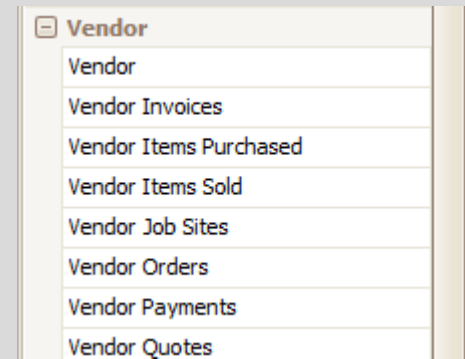 Vendor
Vendor
Vendor Invoices
Vendor Items Purchased
Vendor Items Sold
Vendor Job Sites
Vendor Orders
Vendor Payments
Vendor Quotes